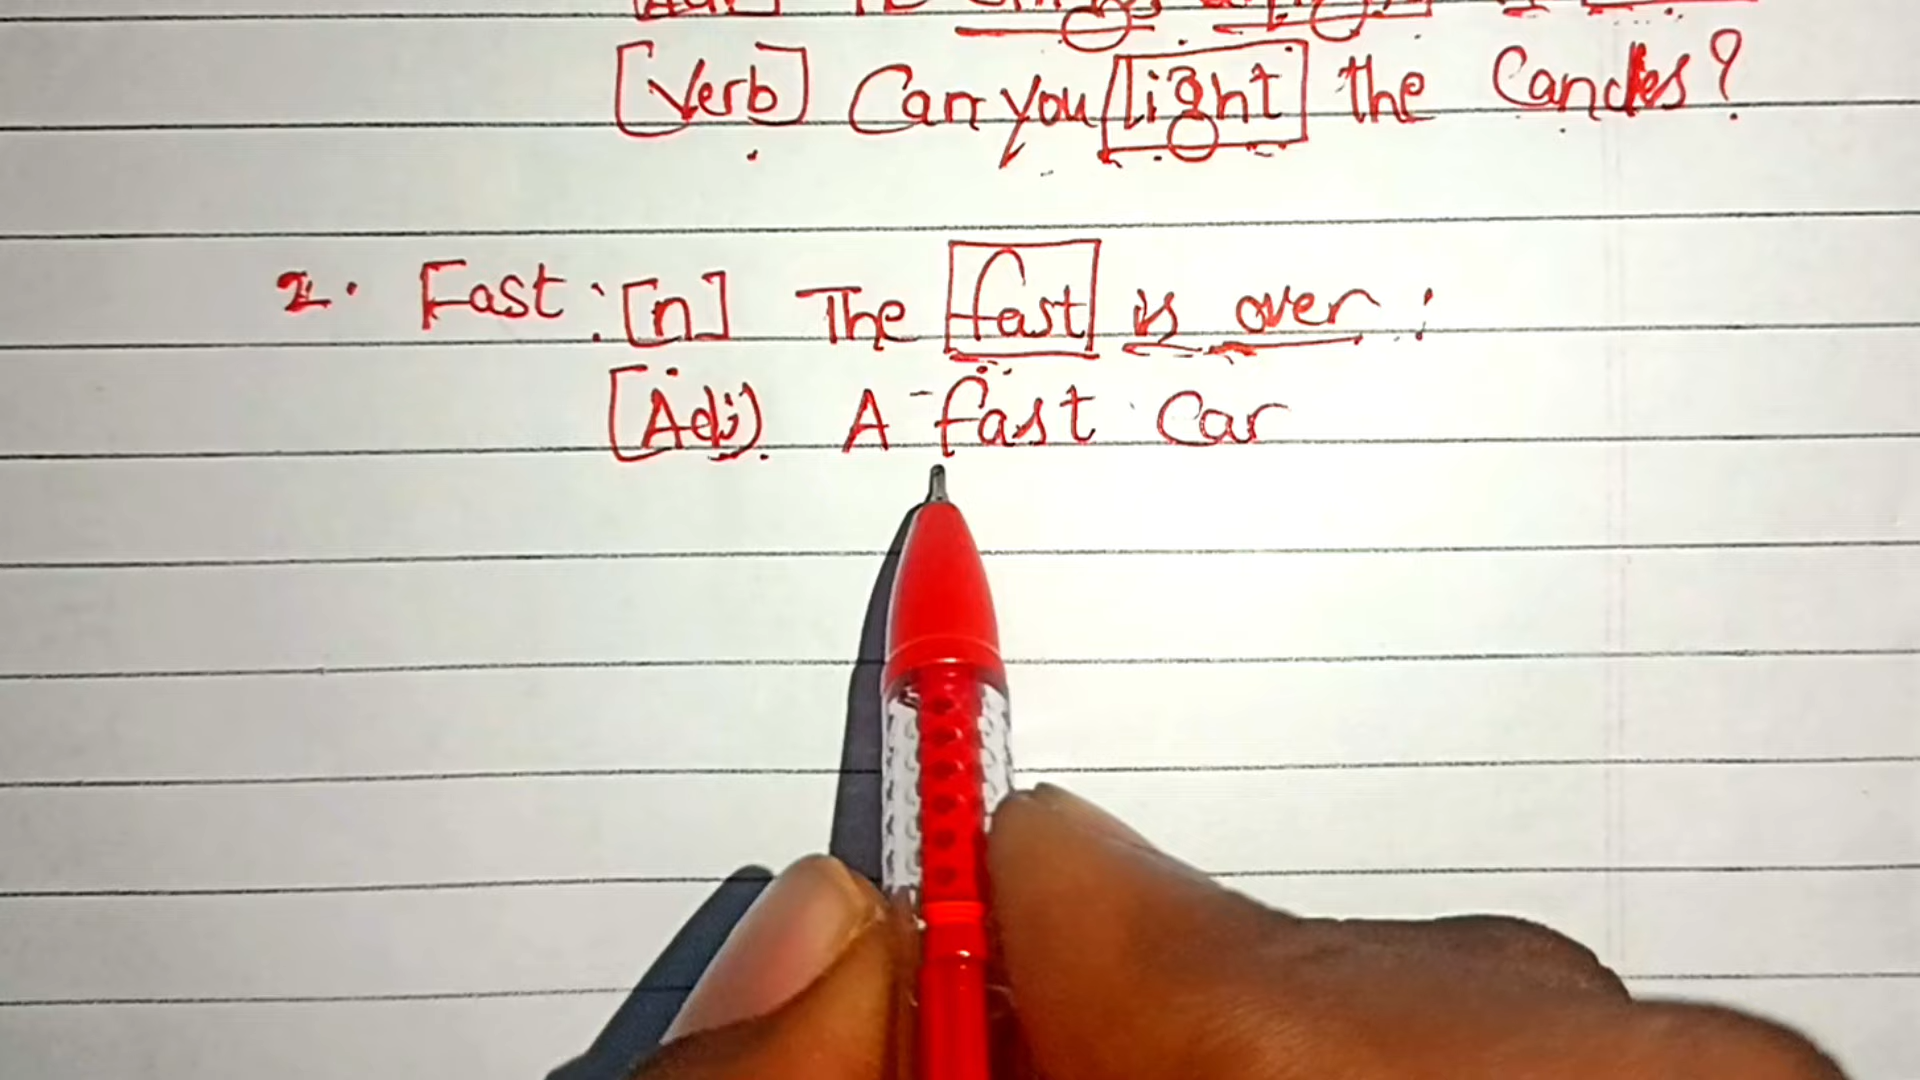 [Verb] Can you light the Candles?
2. Fast: [n] The fast is over:
[Adj) A fast Car